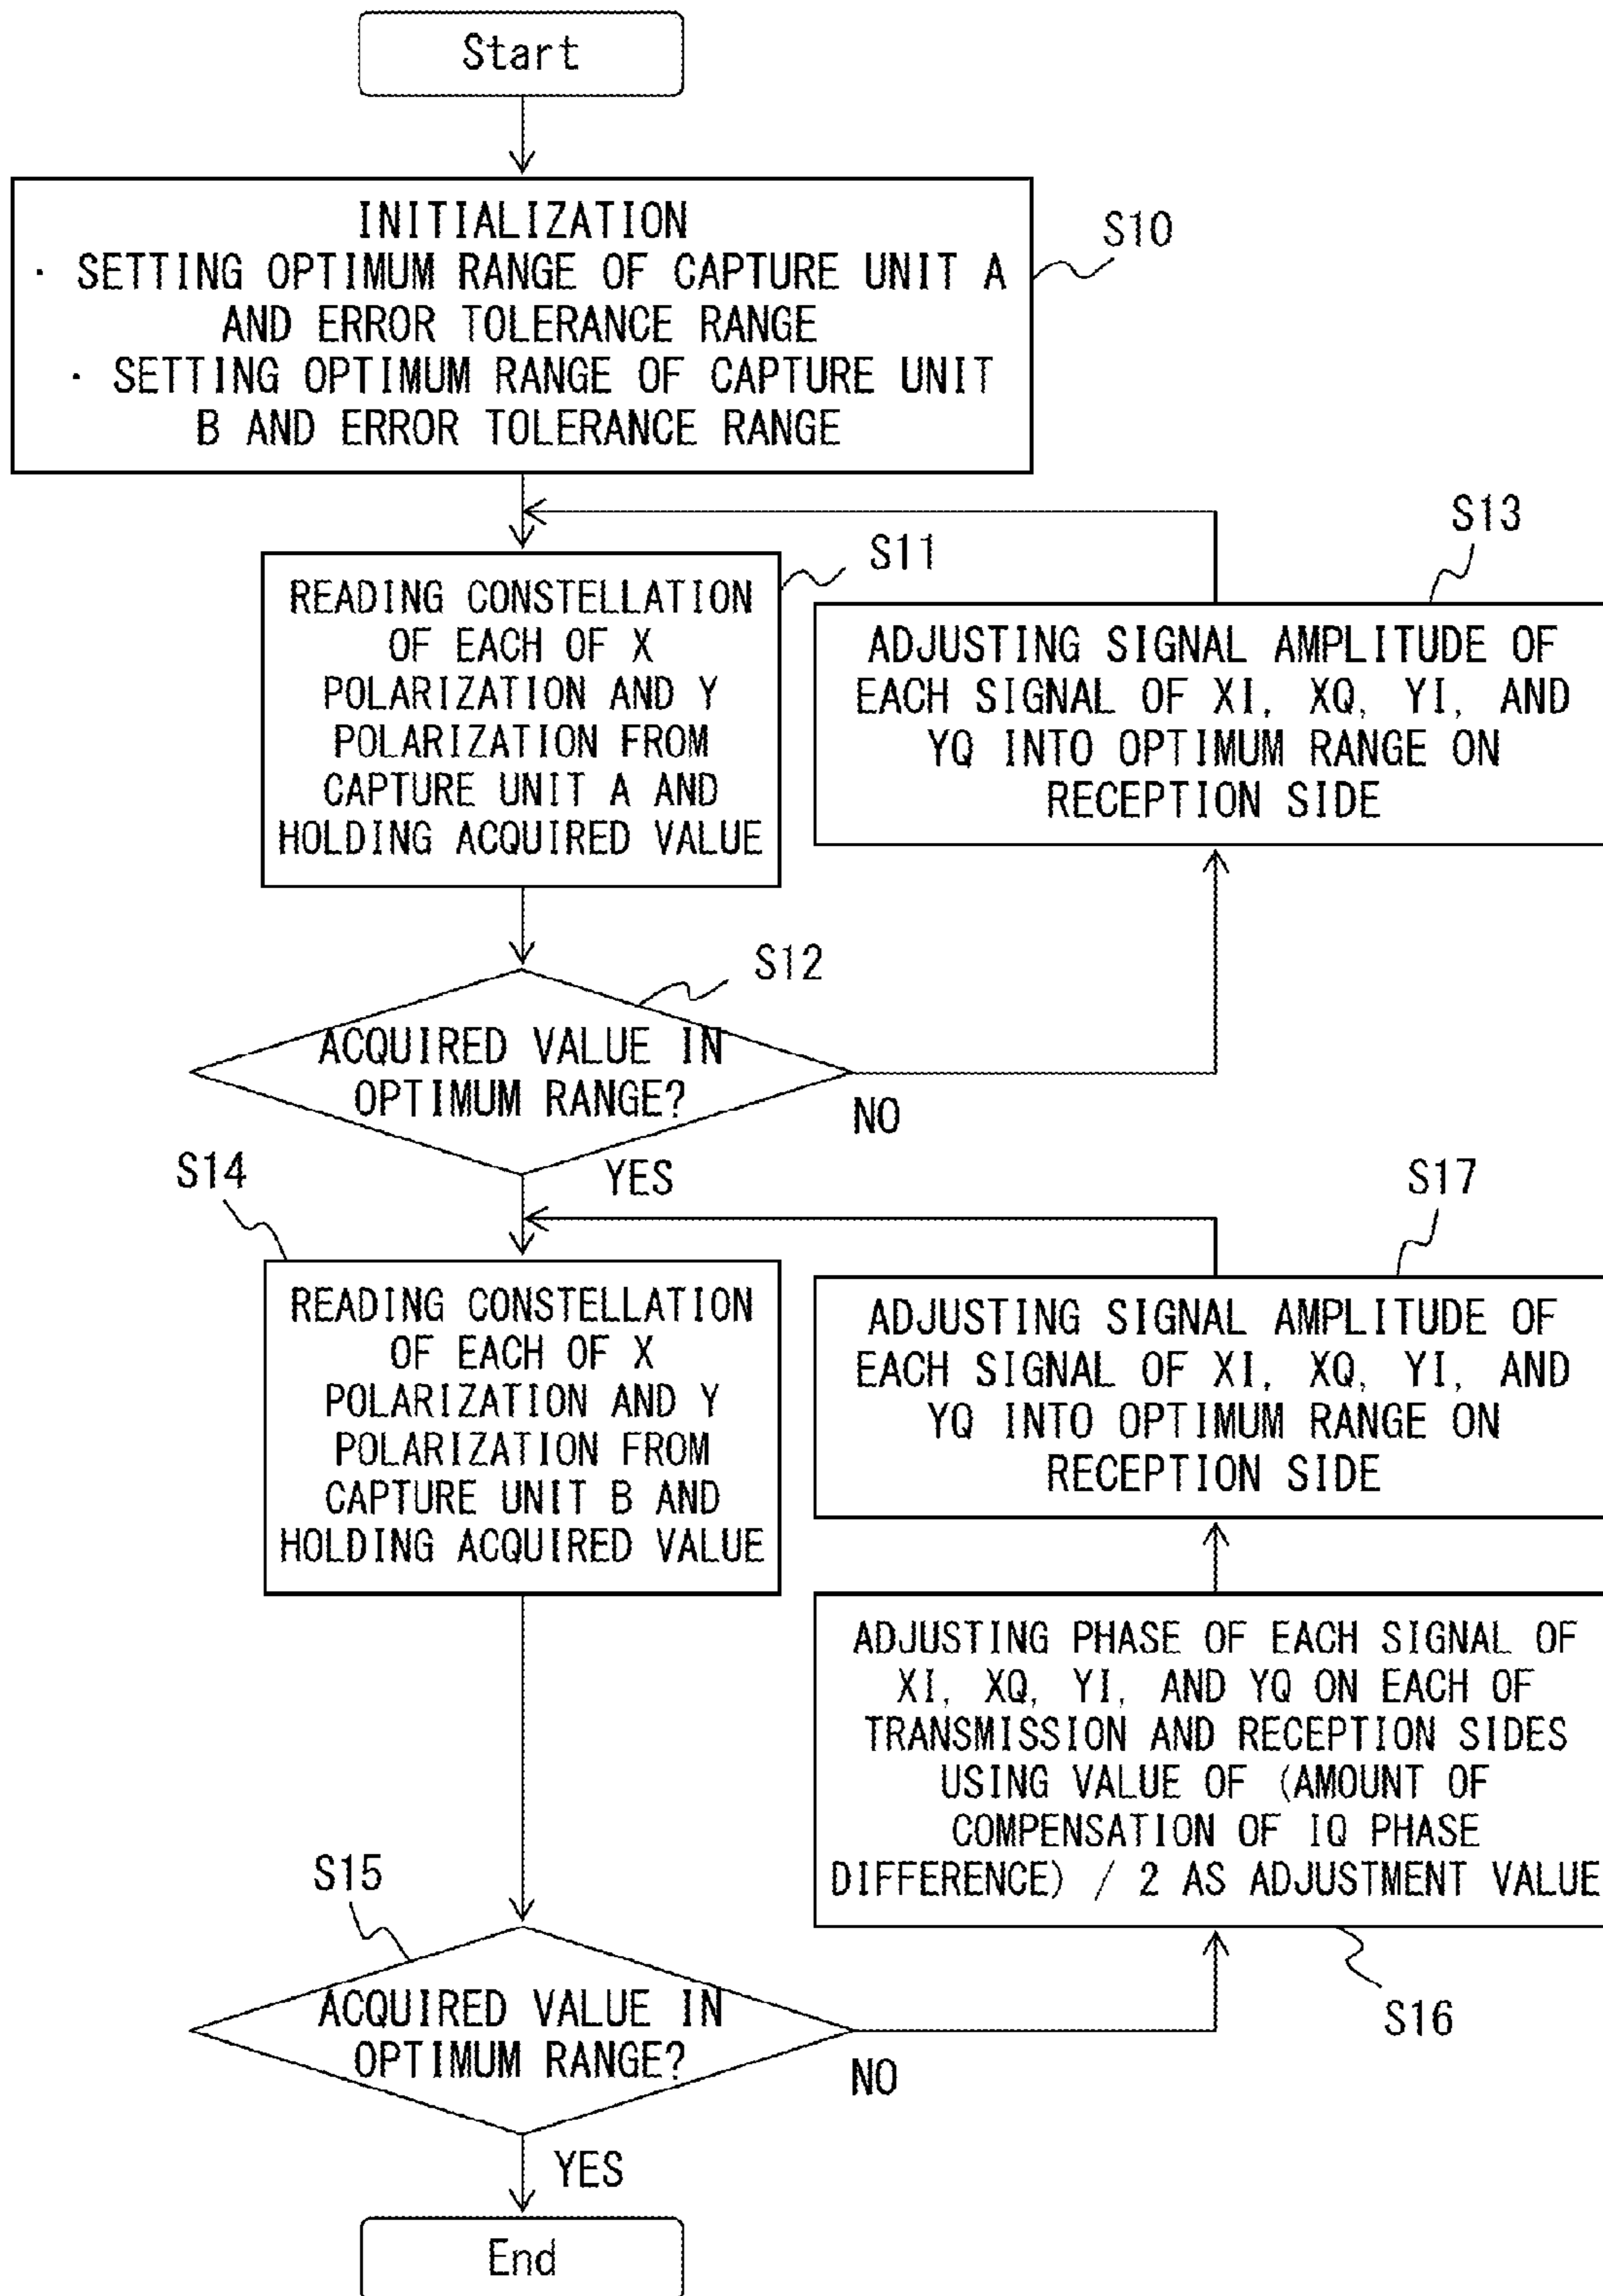 Start
INITIALIZATION
· SETTING OPTIMUM RANGE OF CAPTURE UNIT A
AND ERROR TOLERANCE RANGE
· SETTING OPTIMUM RANGE OF CAPTURE UNIT
B AND ERROR TOLERANCE RANGE
S10
S11
READING CONSTELLATION
OF EACH OF X
POLARIZATION AND Y
POLARIZATION FROM
CAPTURE UNIT A AND
HOLDING ACQUIRED VALUE
S13
ADJUSTING SIGNAL AMPLITUDE OF
EACH SIGNAL OF XI, XQ, YI, AND
YQ INTO OPTIMUM RANGE ON
RECEPTION SIDE
S12
ACQUIRED VALUE IN
OPTIMUM RANGE?
NO
YES
S14
READING CONSTELLATION
OF EACH OF X
POLARIZATION AND Y
POLARIZATION FROM
CAPTURE UNIT B AND
HOLDING ACQUIRED VALUE
S17
ADJUSTING SIGNAL AMPLITUDE OF
EACH SIGNAL OF XI, XQ, YI, AND
YQ INTO OPTIMUM RANGE ON
RECEPTION SIDE
ADJUSTING PHASE OF EACH SIGNAL OF
XI, XQ, YI, AND YQ ON EACH OF
TRANSMISSION AND RECEPTION SIDES
USING VALUE OF (AMOUNT OF
COMPENSATION OF IQ PHASE
DIFFERENCE) / 2 AS ADJUSTMENT VALUE
S16
S15
ACQUIRED VALUE IN
OPTIMUM RANGE?
NO
YES
End